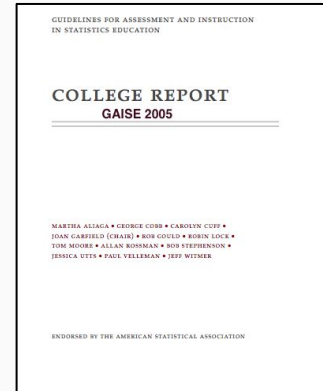 GUIDELINES FOR ASSESSMENT AND INSTRUCTION
IN STATISTICS EDUCATION
COLLEGE REPORT
GAISE 2005
MARTHA ALIAGA • GEORGE COBB • CAROLYN CUFF •
JOAN GARFIELD (CHAIR) • ROB GOULD • ROBIN LOCK •
TOM MOORE • ALLAN ROSSMAN • BOB STEPHENSON •
JESSICA UTTS • PAUL VELLEMAN • JEFF WITMER
ENDORSED BY THE AMERICAN STATISTICAL ASSOCIATION